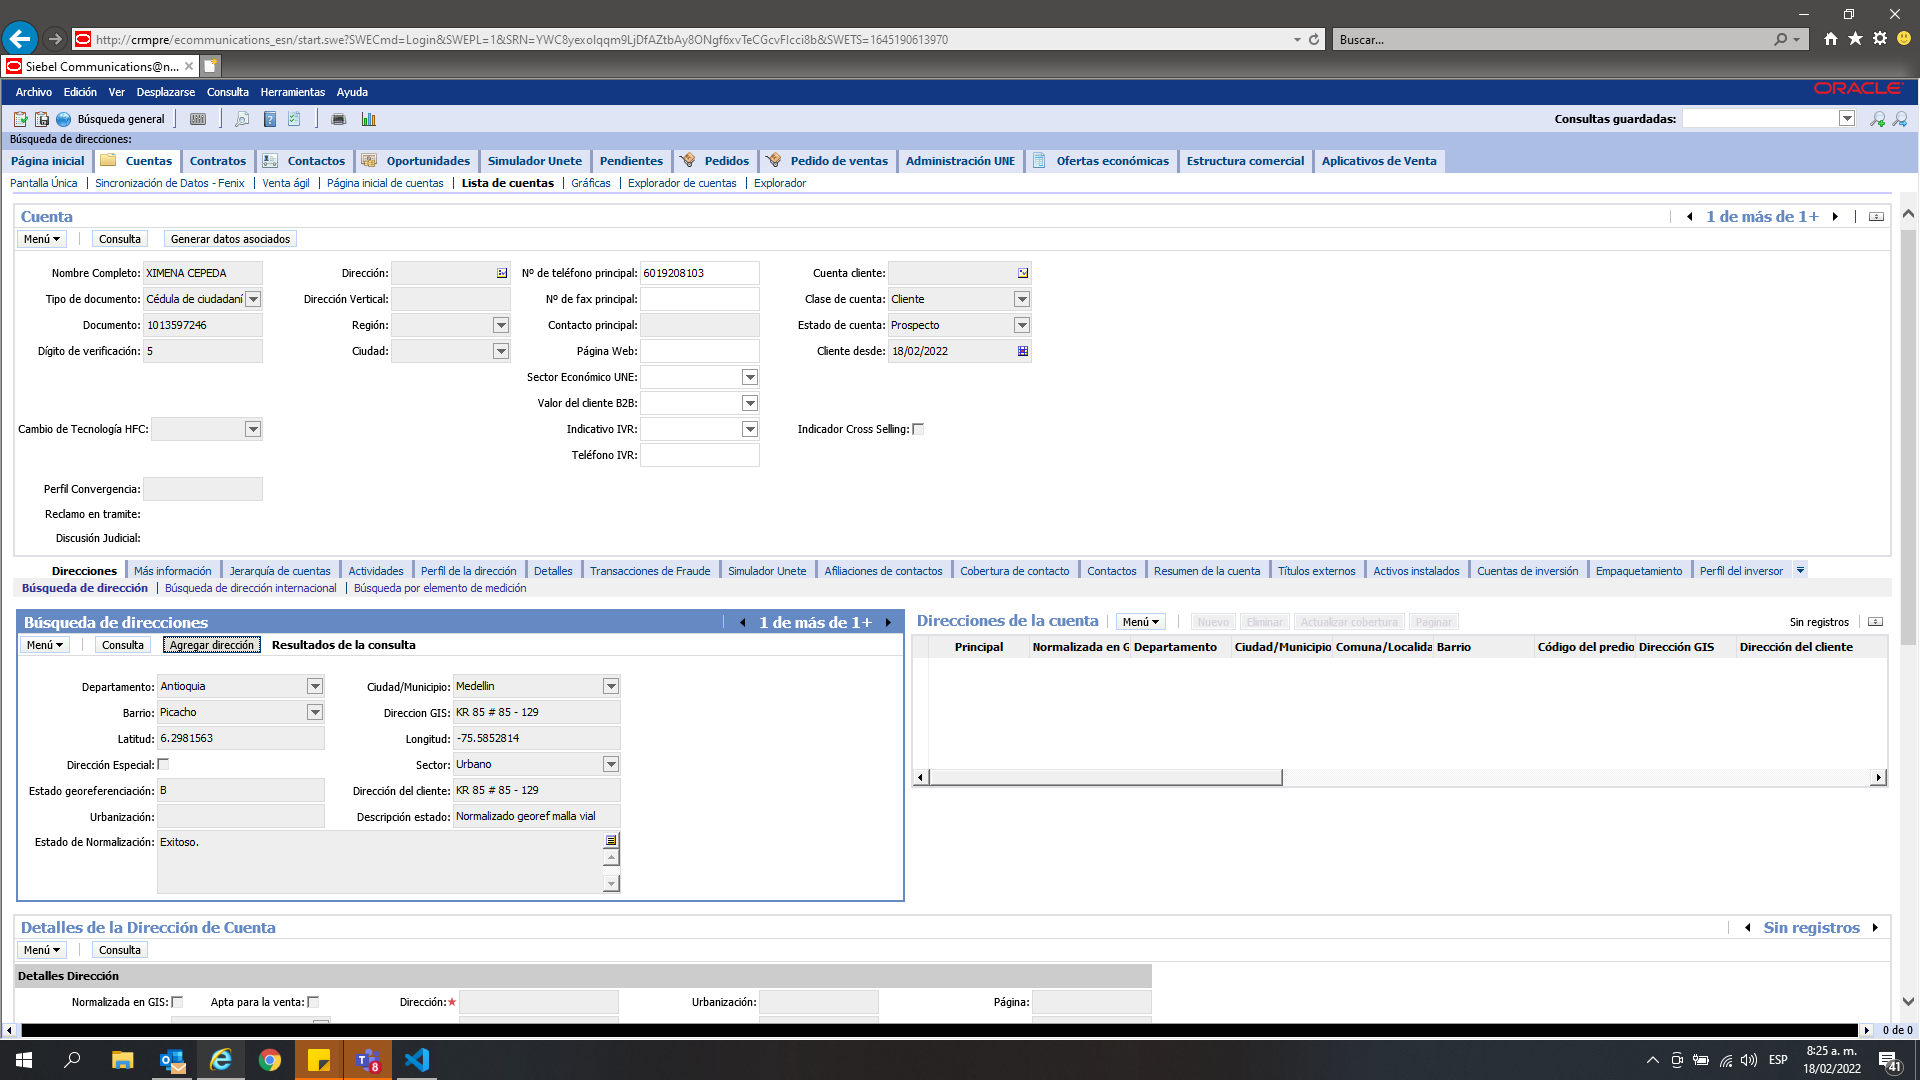 http://crmpre/ecommunications_esn/start.swe?SWECmd=Login&SWEPL=1&SRN=YWC8yexoIqqm9LjDfAZtbAy8ONgf6xvTeCGcvFIcci8b&SWETS=1645190613970
Buscar...
Siebel Communications@n...
Archivo Edición Ver Desplazarse Consulta Herramientas Ayuda
ORACLE
Búsqueda general
Consultas guardadas:
Búsqueda de direcciones:
Página inicial Cuentas Contratos Contactos Oportunidades Simulador Unete Pendientes Pedidos Pedido de ventas Administración UNE Ofertas económicas Estructura comercial Aplicativos de Venta
Pantalla Única Sincronización de Datos - Fenix Venta ágil Página inicial de cuentas Lista de cuentas Gráficas Explorador de cuentas Explorador
Cuenta
1 de más de 1+
Menú Consulta Generar datos asociados
Nombre Completo: XIMENA CEPEDA Dirección: Nº de teléfono principal: 6019208103 Cuenta cliente:
Tipo de documento: Cédula de ciudadaní Dirección Vertical: Nº de fax principal: Clase de cuenta: Cliente
Documento: 1013597246 Región: Contacto principal: Estado de cuenta: Prospecto
Dígito de verificación: 5 Ciudad: Página Web: Cliente desde: 18/02/2022
Sector Económico UNE:
Valor del cliente B2B:
Cambio de Tecnología HFC: Indicativo IVR: Indicador Cross Selling:
Teléfono IVR:
Perfil Convergencia:
Reclamo en tramite:
Discusión Judicial:
Direcciones Más información Jerarquía de cuentas Actividades Perfil de la dirección Detalles Transacciones de Fraude Simulador Unete Afiliaciones de contactos Cobertura de contacto Contactos Resumen de la cuenta Títulos externos Activos instalados Cuentas de inversión Empaquetamiento Perfil del inversor
Búsqueda de dirección Búsqueda de dirección internacional Búsqueda por elemento de medición
Búsqueda de direcciones
1 de más de 1+
Menú Consulta Agregar dirección Resultados de la consulta
Departamento: Antioquia Ciudad/Municipio: Medellin
Barrio: Picacho Direccion GIS: KR 85 # 85 - 129
Latitud: 6.2981563 Longitud: -75.5852814
Dirección Especial: Sector: Urbano
Estado georeferenciación: B Dirección del cliente: KR 85 # 85 - 129
Urbanización: Descripción estado: Normalizado georef malla vial
Estado de Normalización: Exitoso.
Direcciones de la cuenta Menú Nuevo Eliminar Actualizar cobertura Paginar Sin registros
Principal Normalizada en G Departamento Ciudad/Municipio Comuna/Localida Barrio Código del predio Dirección GIS Dirección del cliente
Detalles de la Dirección de Cuenta
Sin registros
Menú Consulta
Detalles Dirección
Normalizada en GIS: Apta para la venta: Dirección:★ Urbanización: Página:
0 de 0
8
ESP
8:25 a. m.
18/02/2022
41